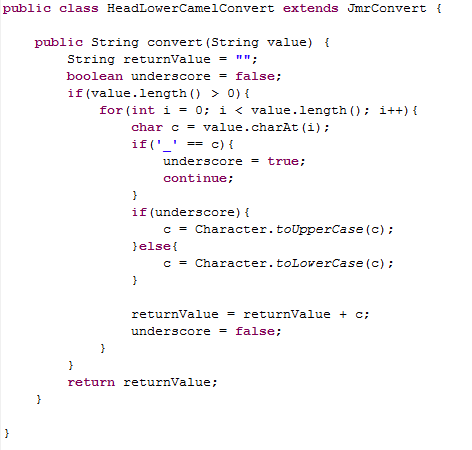 public class HeadLowerCamelConvert extends JmrConvert {
public String convert(String value) {
String returnValue = "";
boolean underscore = false;
if(value.length() > 0){
for(int i = 0; i < value.length(); i++){
char c = value.charAt(i);
if('_' == c){
underscore = true;
continue;
}
if(underscore){
c = Character.toUpperCase(c);
}else{
c = Character.toLowerCase(c);
}
returnValue = returnValue + c;
underscore = false;
}
}
return returnValue;
}
}